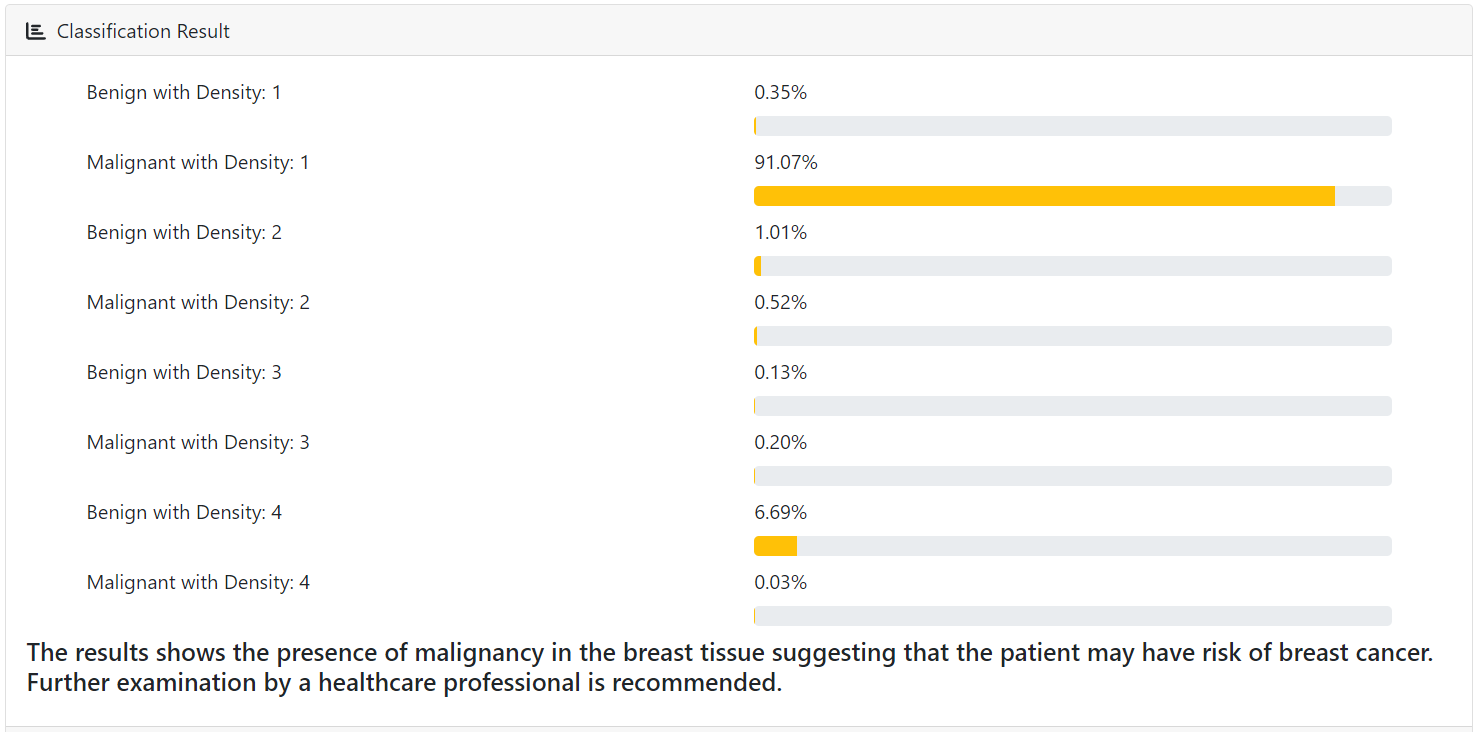 Classification Result
Benign with Density: 1 0.35%
Malignant with Density: 1 91.07%
Benign with Density: 2 1.01%
Malignant with Density: 2 0.52%
Benign with Density: 3 0.13%
Malignant with Density: 3 0.20%
Benign with Density: 4 6.69%
Malignant with Density: 4 0.03%
The results shows the presence of malignancy in the breast tissue suggesting that the patient may have risk of breast cancer.
Further examination by a healthcare professional is recommended.